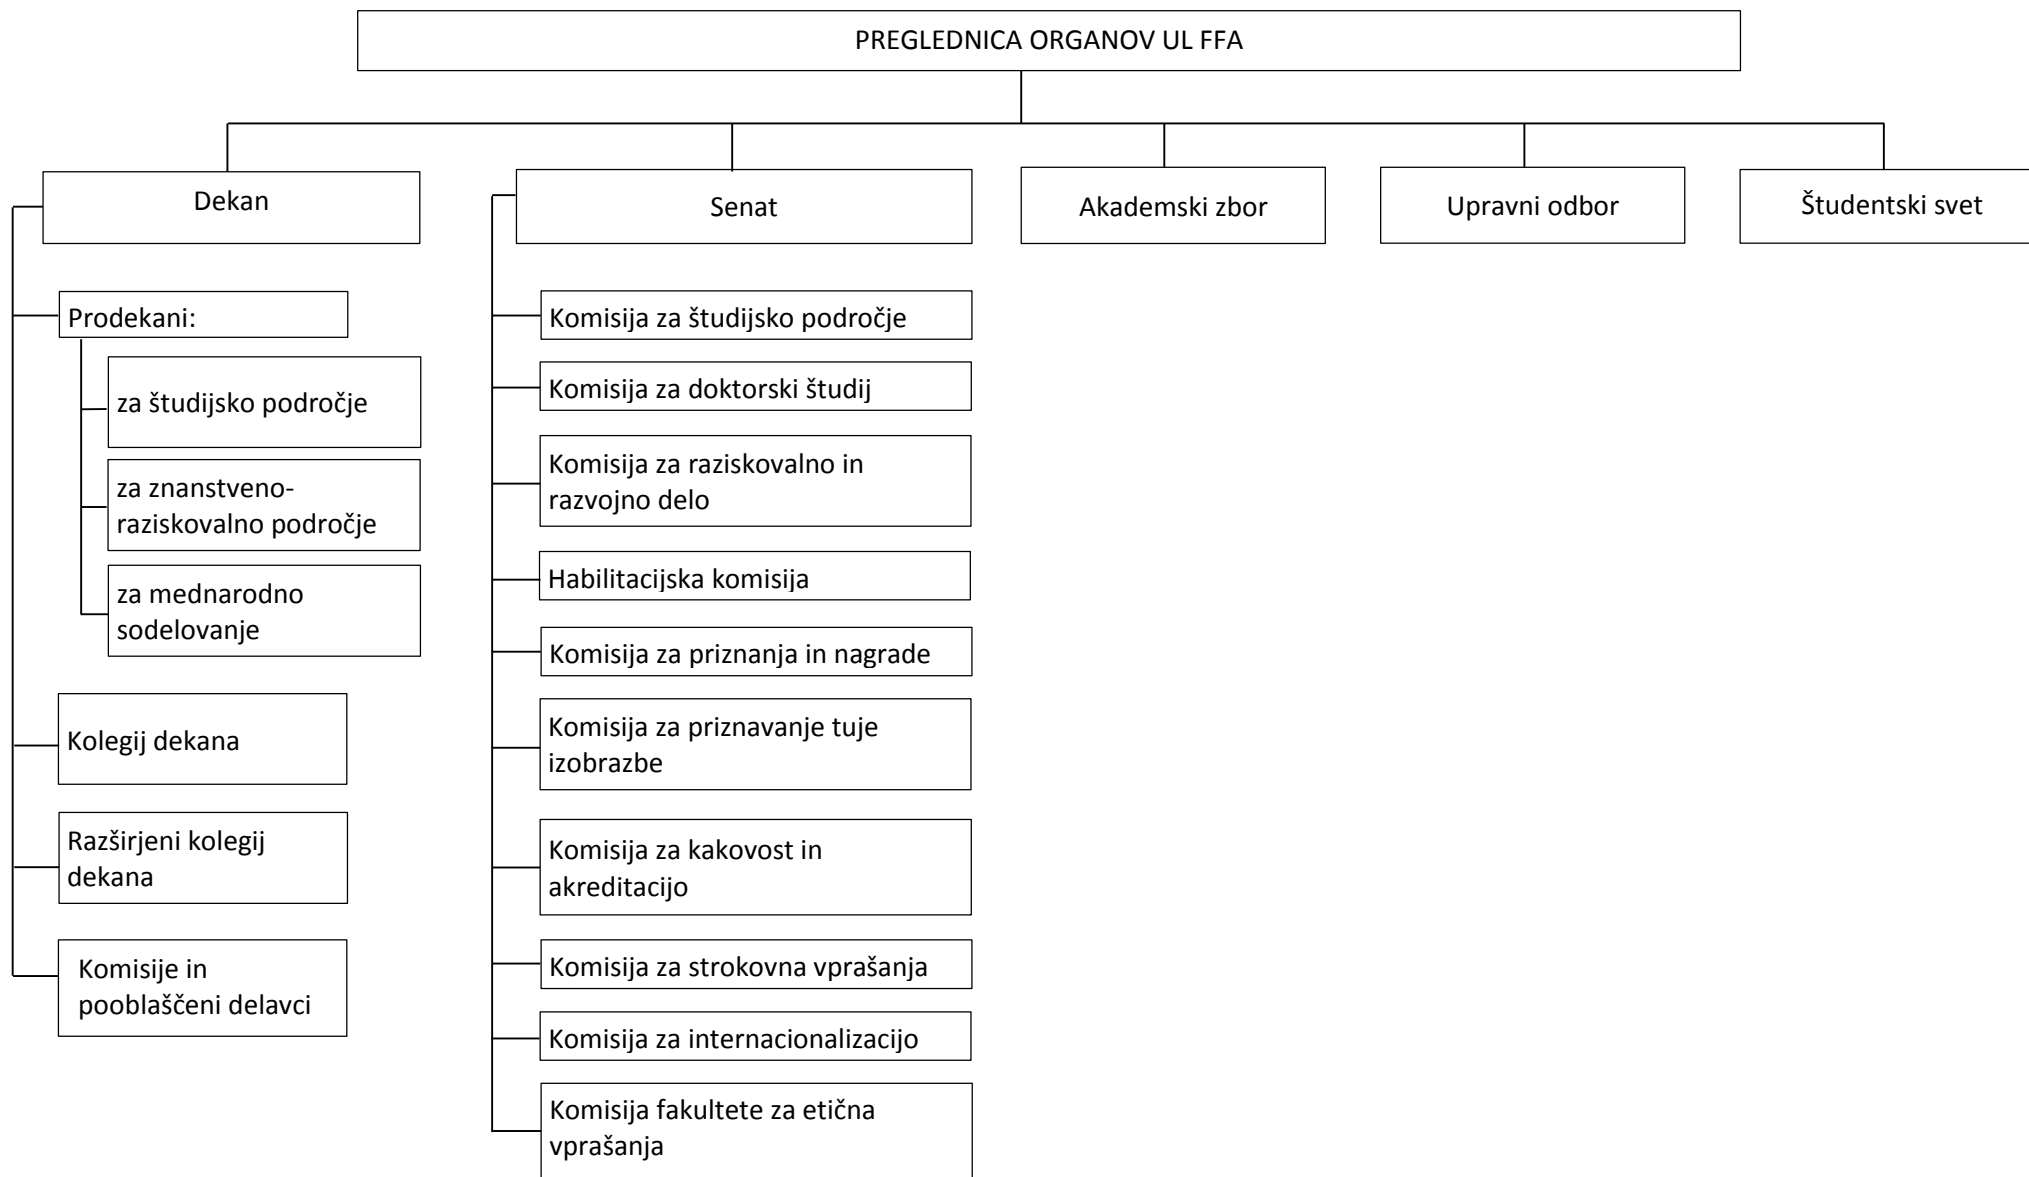 PREGLEDNICA ORGANOV UL FFA
Dekan
Senat
Akademski zbor
Upravni odbor
Študentski svet
Prodekani:
za študijsko področje
za znanstveno-
raziskovalno področje
za mednarodno
sodelovanje
Kolegij dekana
Razširjeni kolegij
dekana
Komisije in
pooblaščeni delavci
Komisija za študijsko področje
Komisija za doktorski študij
Komisija za raziskovalno in
razvojno delo
Habilitacijska komisija
Komisija za priznanja in nagrade
Komisija za priznavanje tuje
izobrazbe
Komisija za kakovost in
akreditacijo
Komisija za strokovna vprašanja
Komisija za internacionalizacijo
Komisija fakultete za etična
vprašanja